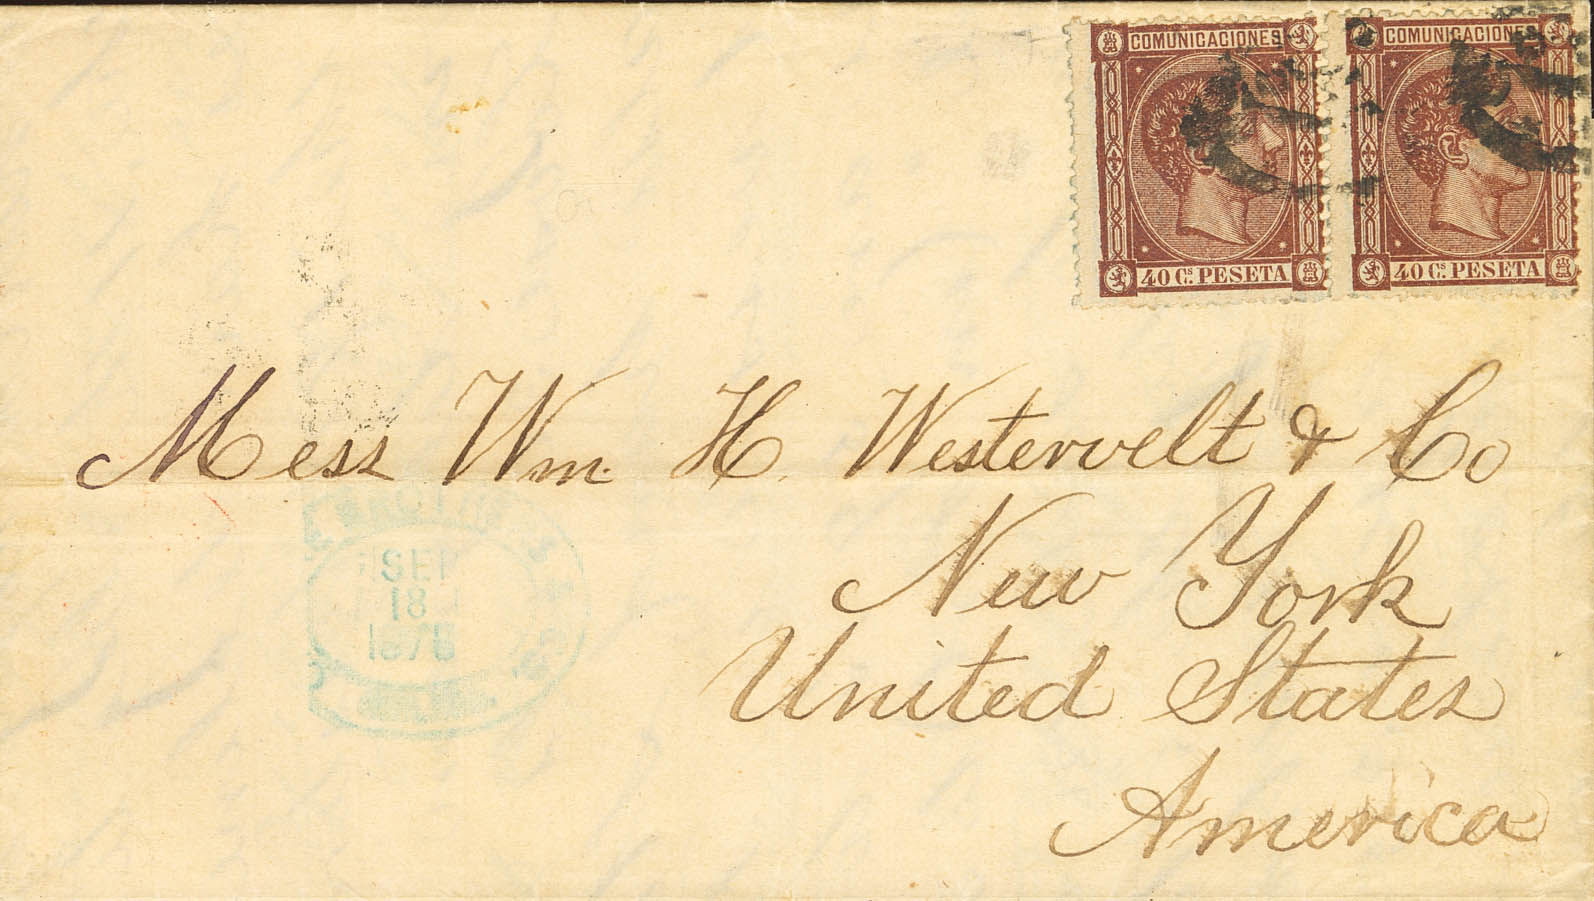 COMUNICACIONES COMUNICACIONES
40 Cs. PESETA 40 Cs. PESETA
Mess Wm. H. Westervelt & Co
New York
United States
America
SEP
18